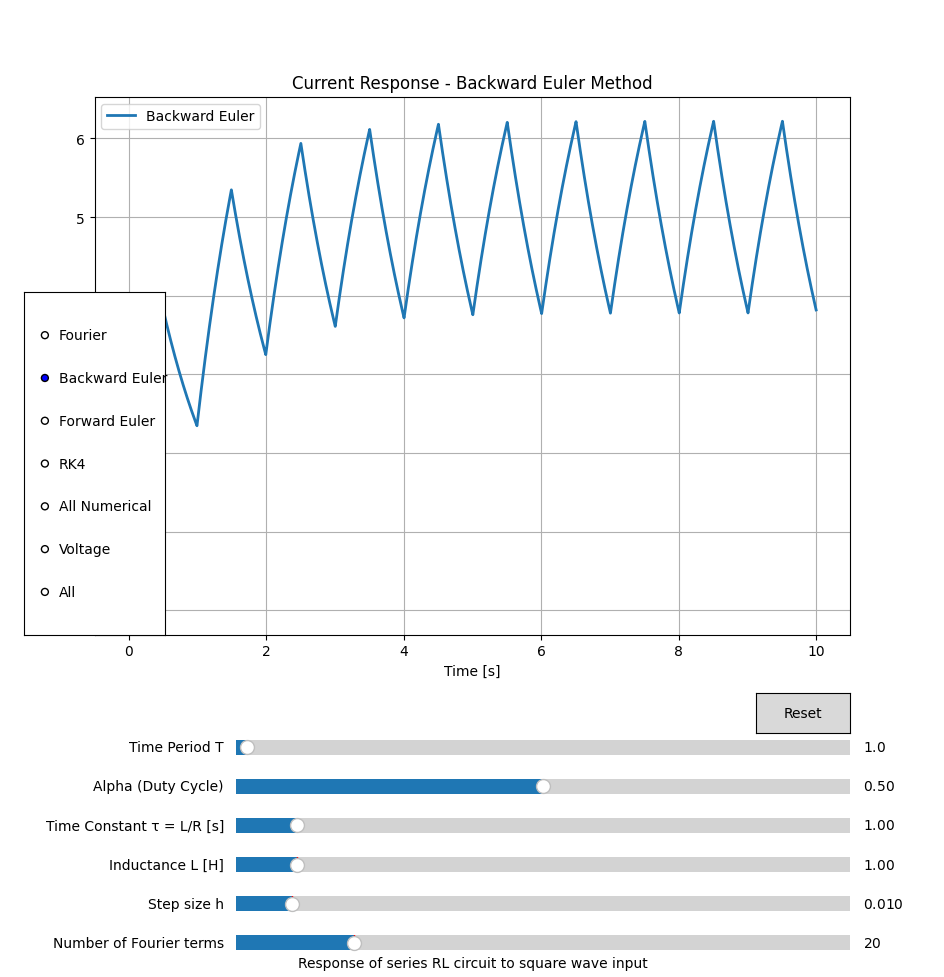 Current Response - Backward Euler Method
Backward Euler
6
5
Fourier
Backward Euler
Forward Euler
RK4
All Numerical
Voltage
All
0 2 4 6 8 10
Time [s]
Reset
Time Period T 1.0
Alpha (Duty Cycle) 0.50
Time Constant τ = L/R [s] 1.00
Inductance L [H] 1.00
Step size h 0.010
Number of Fourier terms 20
Response of series RL circuit to square wave input